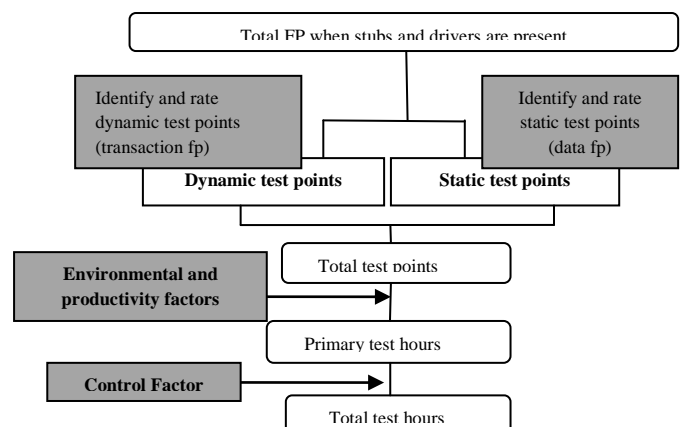 Total FP when stubs and drivers are present
Identify and rate
dynamic test points
(transaction fp)
Identify and rate
static test points
(data fp)
Dynamic test points
Static test points
Total test points
Environmental and
productivity factors
Primary test hours
Control Factor
Total test hours